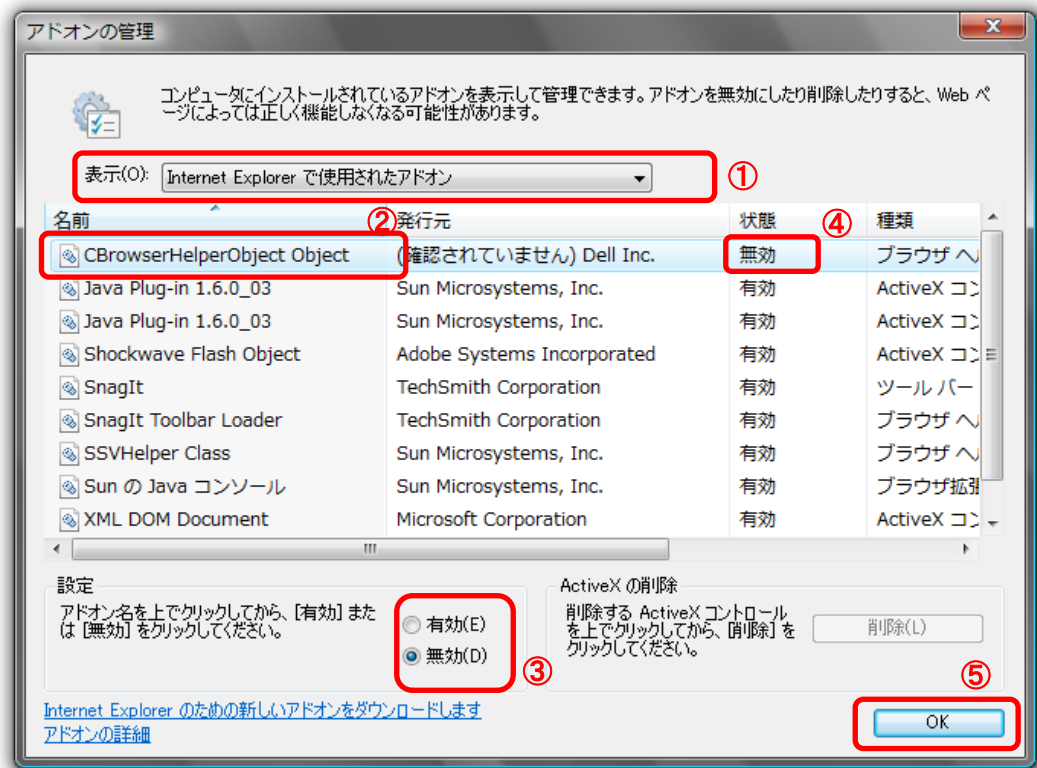 アドオンの管理
コンピュータにインストールされているアドオンを表示して管理できます。アドオンを無効にしたり削除したりすると、Web ペ
ージによっては正しく機能しなくなる可能性があります。
表示(O): Internet Explorer で使用されたアドオン ①
名前 ② 発行元 状態 ④ 種類
CBrowserHelperObject Object (確認されていません) Dell Inc. 無効 ブラウザ ヘル
Java Plug-in 1.6.0_03 Sun Microsystems, Inc. 有効 ActiveX コン
Java Plug-in 1.6.0_03 Sun Microsystems, Inc. 有効 ActiveX コン
Shockwave Flash Object Adobe Systems Incorporated 有効 ActiveX コン
SnagIt TechSmith Corporation 有効 ツール バー
SnagIt Toolbar Loader TechSmith Corporation 有効 ブラウザ ヘル
SSVHelper Class Sun Microsystems, Inc. 有効 ブラウザ ヘル
Sun の Java コンソール Sun Microsystems, Inc. 有効 ブラウザ拡張
XML DOM Document Microsoft Corporation 有効 ActiveX コン
設定
アドオン名を上でクリックしてから、[有効] また
は [無効] をクリックしてください。
有効(E)
無効(D) ③
ActiveX の削除
削除する ActiveX コントロール
を上でクリックしてから、[削除] を
クリックしてください。
削除(L)
Internet Explorer のための新しいアドオンをダウンロードします
アドオンの詳細
⑤
OK